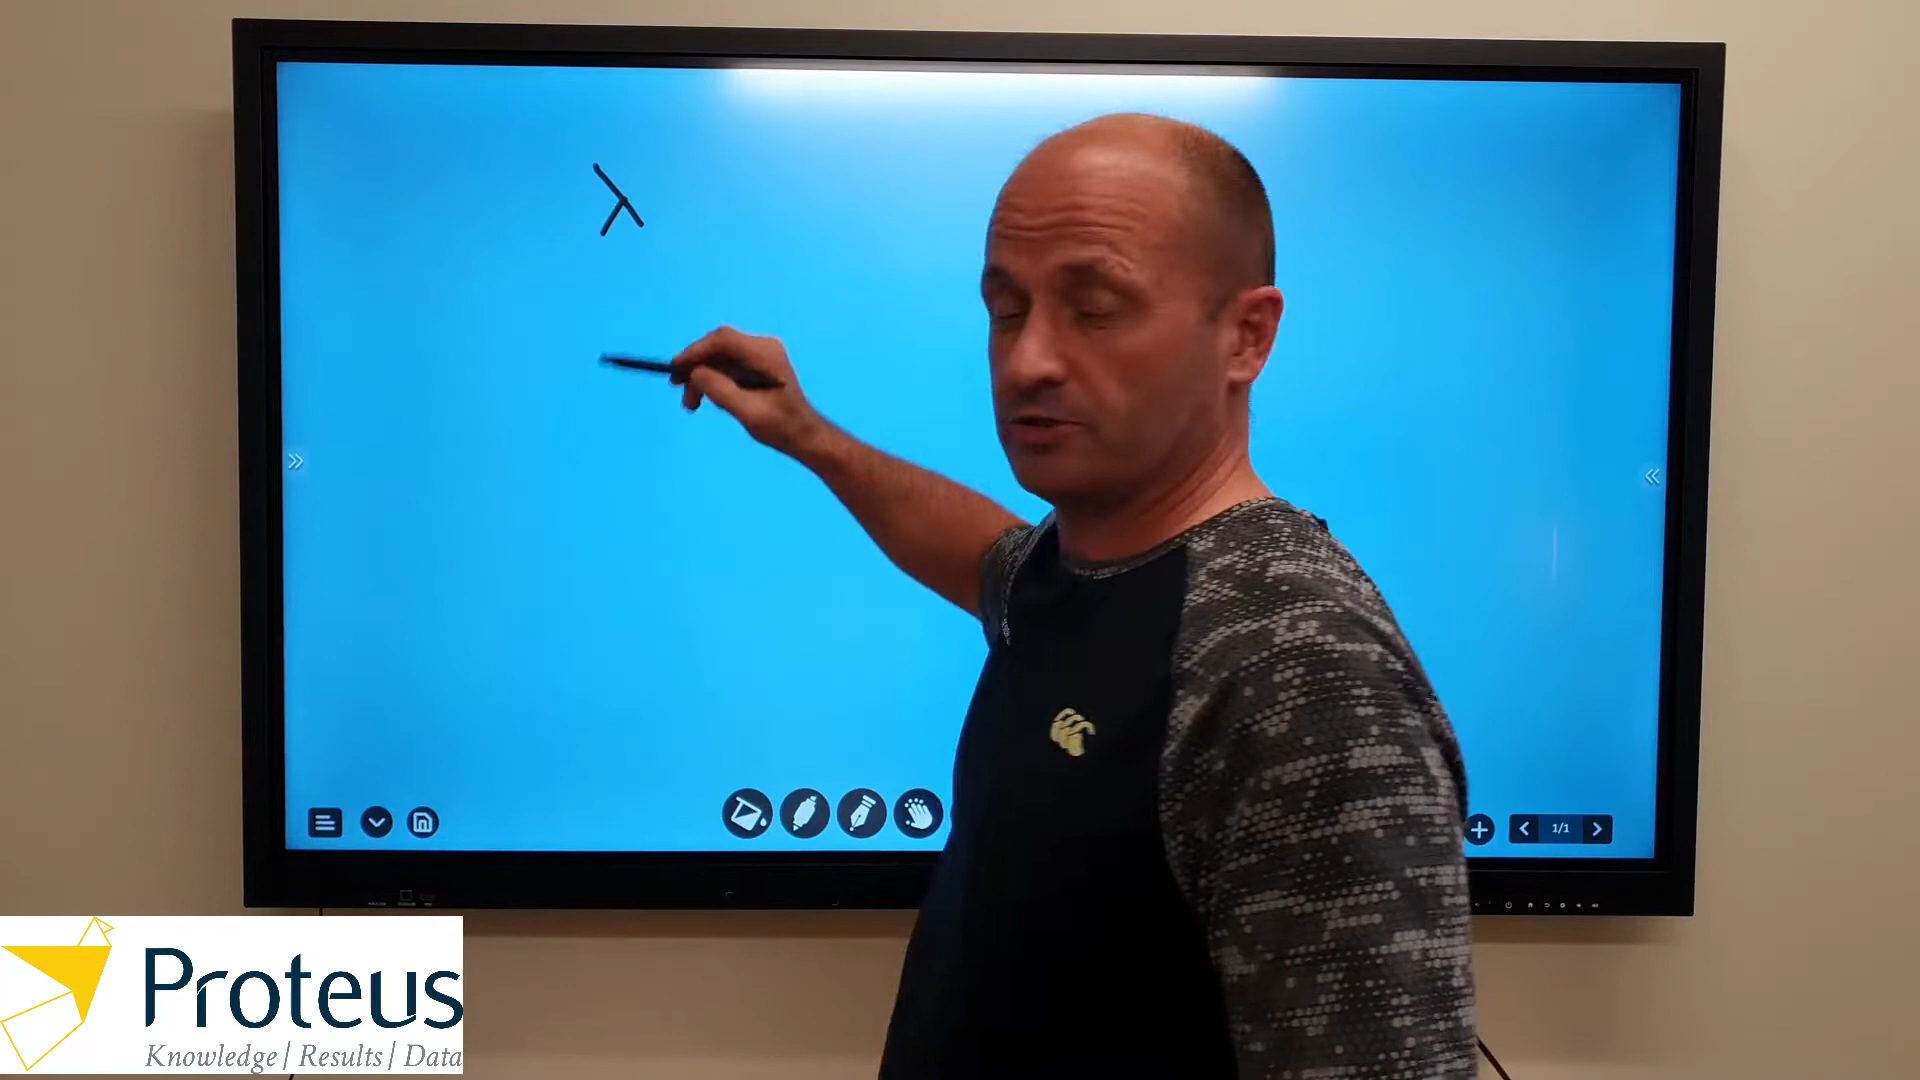 λ
1/1
Proteus
Knowledge | Results | Data